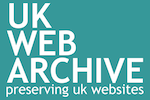 UK
WEB
ARCHIVE
preserving uk websites